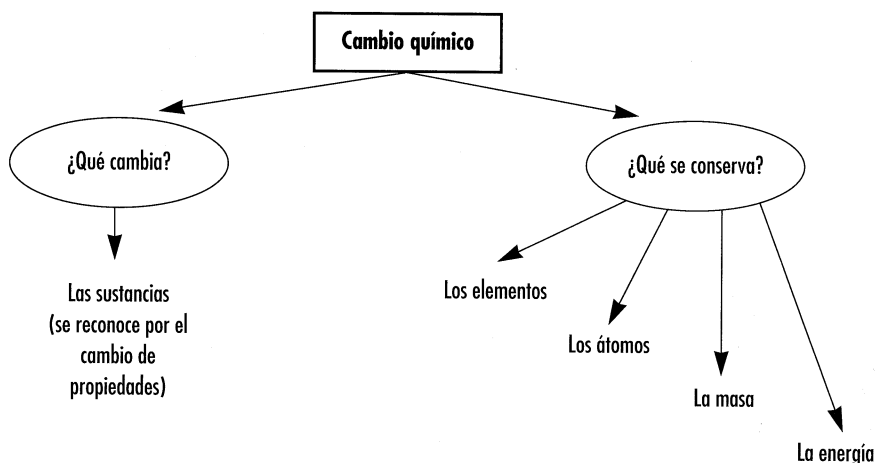 Cambio químico
¿Qué cambia?
¿Qué se conserva?
Las sustancias
(se reconoce por el
cambio de
propiedades)
Los elementos
Los átomos
La masa
La energía